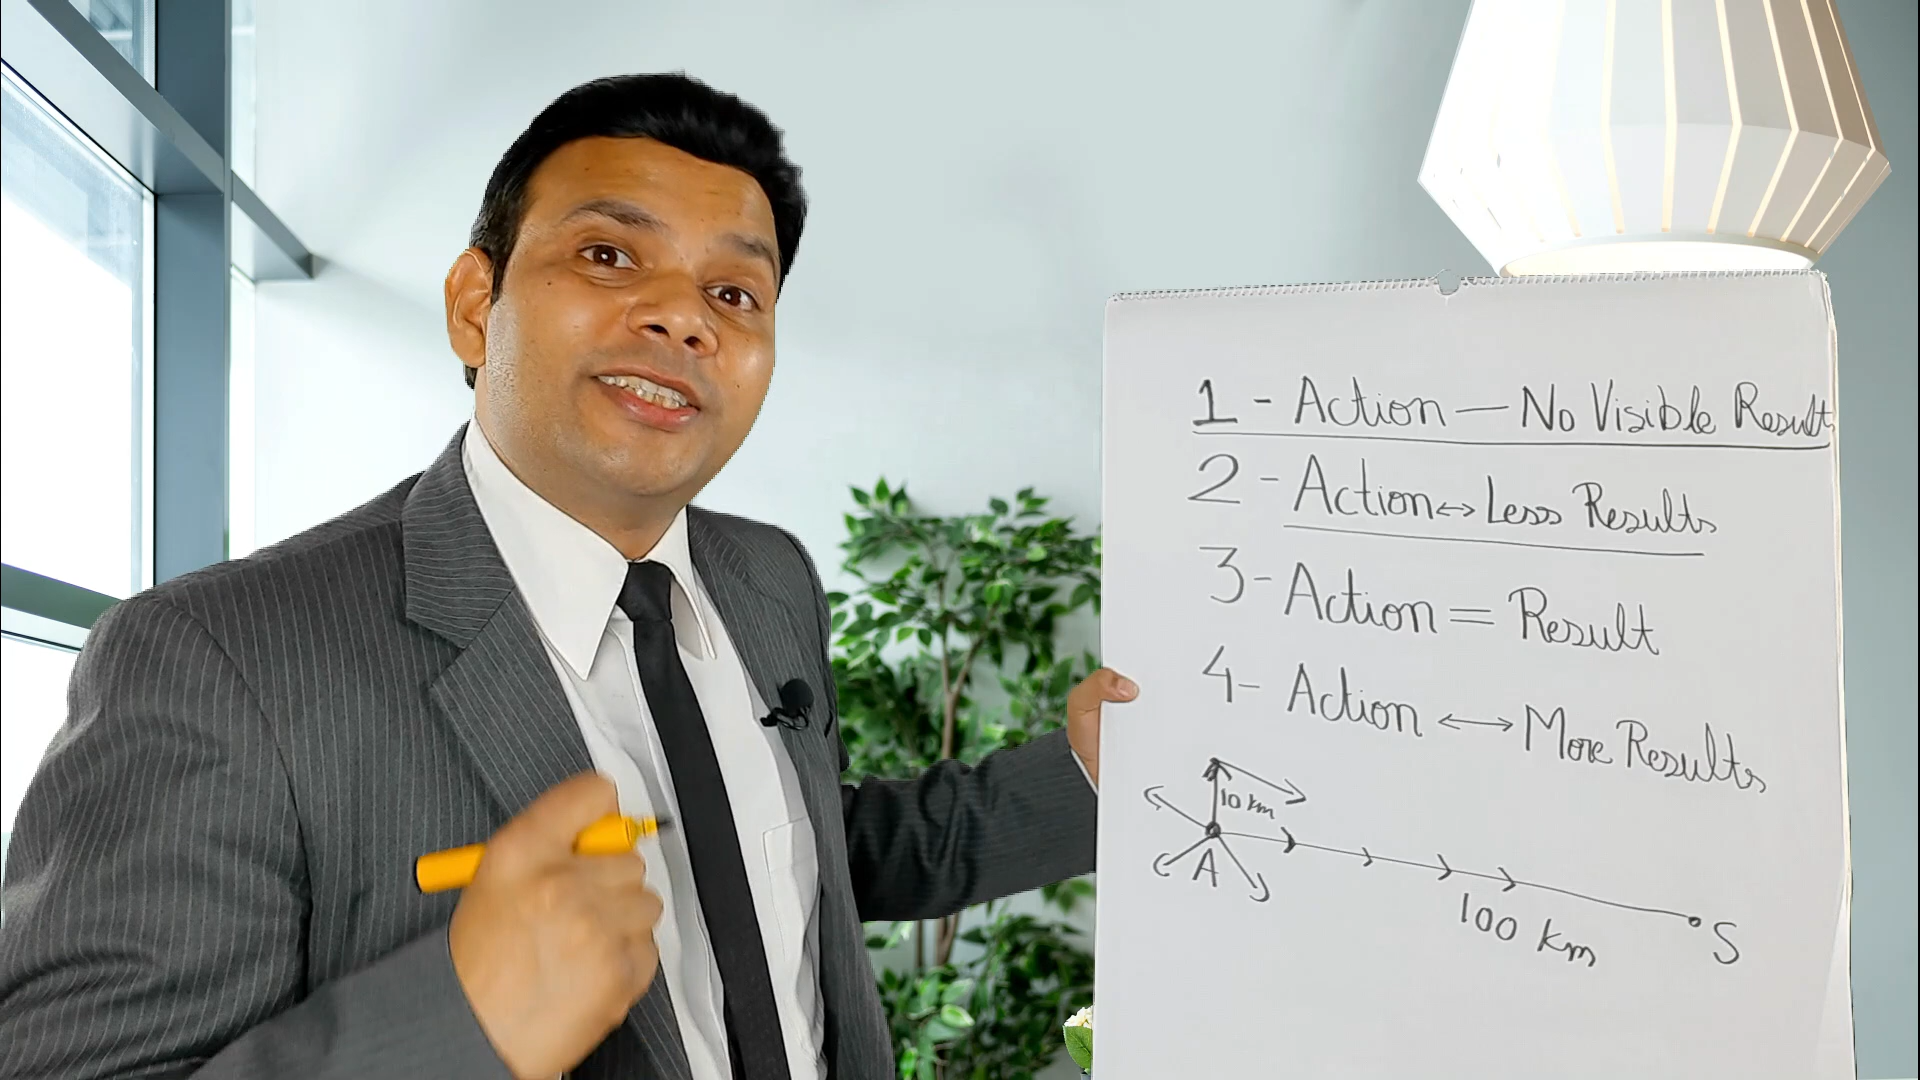 1 - Action — No Visible Result
2 - Action ↔ Less Results
3 - Action = Result
4 - Action ↔ More Results
10 km
A
100 km
S